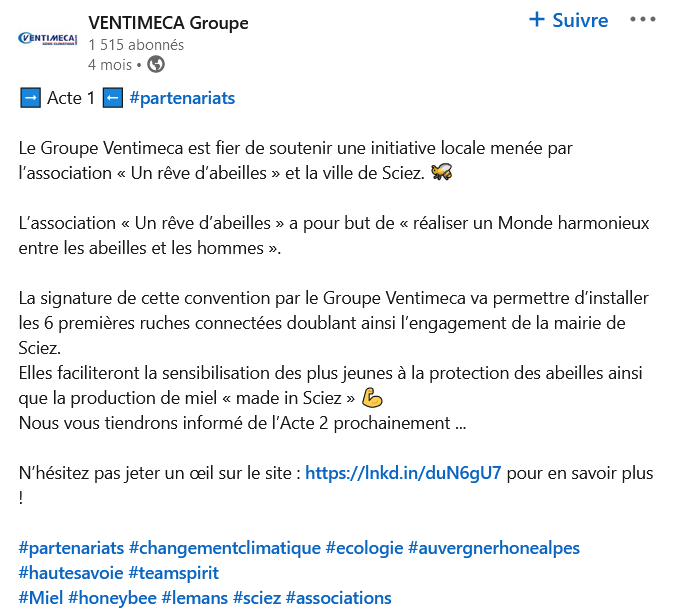 VENTIMECA
GÉNIE CLIMATIQUE
VENTIMECA Groupe
1 515 abonnés
4 mois •
+ Suivre
Acte 1 #partenariats
Le Groupe Ventimeca est fier de soutenir une initiative locale menée par
l'association « Un rêve d'abeilles » et la ville de Sciez.
L'association « Un rêve d'abeilles » a pour but de « réaliser un Monde harmonieux
entre les abeilles et les hommes ».
La signature de cette convention par le Groupe Ventimeca va permettre d'installer
les 6 premières ruches connectées doublant ainsi l'engagement de la mairie de
Sciez.
Elles faciliteront la sensibilisation des plus jeunes à la protection des abeilles ainsi
que la production de miel « made in Sciez »
Nous vous tiendrons informé de l'Acte 2 prochainement ...
N'hésitez pas jeter un œil sur le site : https://lnkd.in/duN6gU7 pour en savoir plus
!
#partenariats #changementclimatique #ecologie #auvergnerhonealpes
#hautesavoie #teamspirit
#Miel #honeybee #lemans #sciez #associations